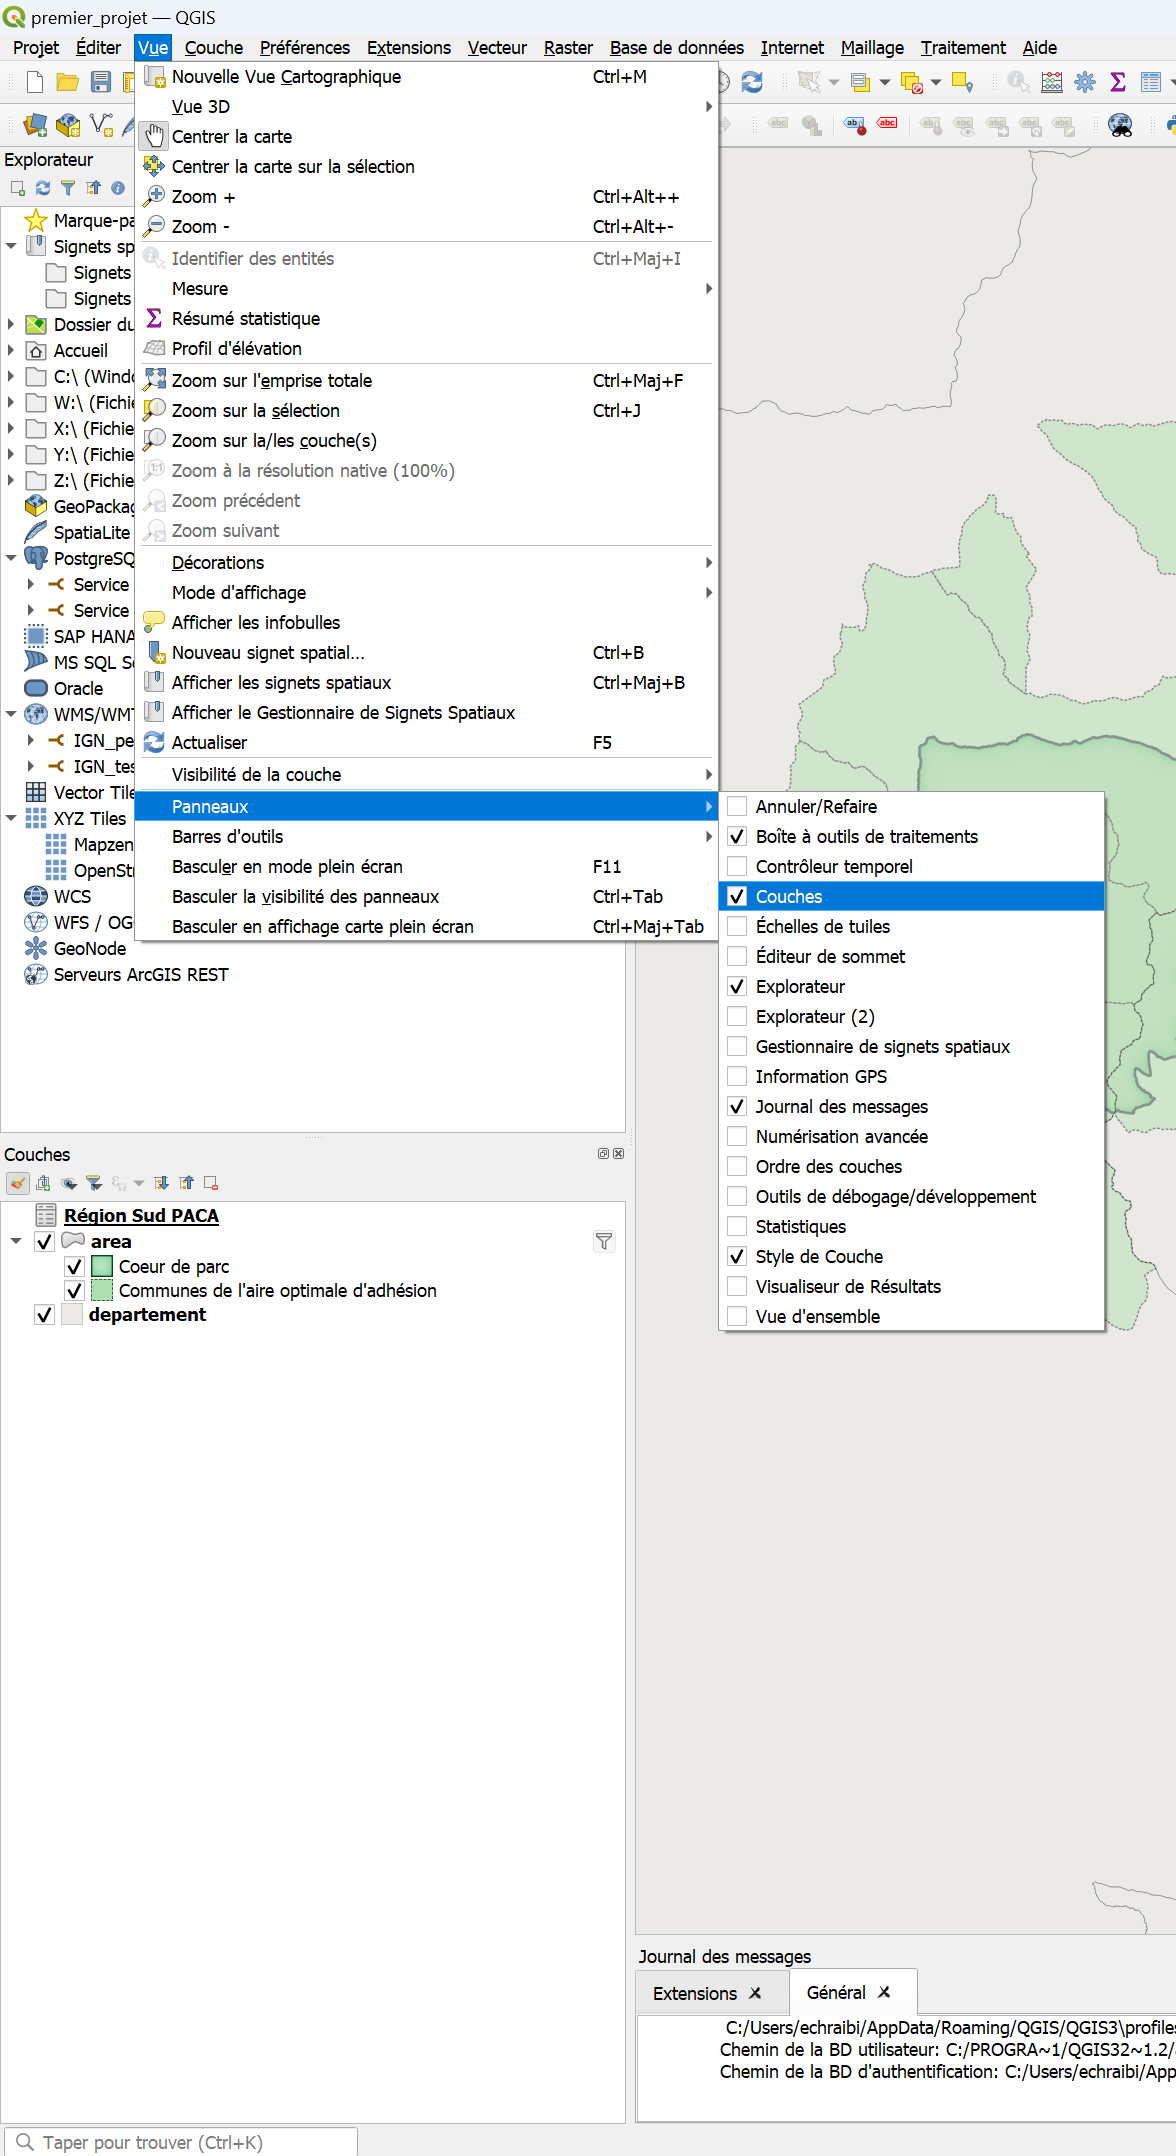 premier_projet — QGIS
Projet Éditer Vue Couche Préférences Extensions Vecteur Raster Base de données Internet Maillage Traitement Aide
Nouvelle Vue Cartographique Ctrl+M
Vue 3D
Centrer la carte
Centrer la carte sur la sélection
Zoom + Ctrl+Alt++
Zoom - Ctrl+Alt+-
Identifier des entités Ctrl+Maj+I
Mesure
Résumé statistique
Profil d'élévation
Zoom sur l'emprise totale Ctrl+Maj+F
Zoom sur la sélection Ctrl+J
Zoom sur la/les couche(s)
Zoom à la résolution native (100%)
Zoom précédent
Zoom suivant
Décorations
Mode d'affichage
Afficher les infobulles
Nouveau signet spatial... Ctrl+B
Afficher les signets spatiaux Ctrl+Maj+B
Afficher le Gestionnaire de Signets Spatiaux
Actualiser F5
Visibilité de la couche
Panneaux
Barres d'outils
Basculer en mode plein écran F11
Basculer la visibilité des panneaux Ctrl+Tab
Basculer en affichage carte plein écran Ctrl+Maj+Tab
Annuler/Refaire
Boîte à outils de traitements
Contrôleur temporel
Couches
Échelles de tuiles
Éditeur de sommet
Explorateur
Explorateur (2)
Gestionnaire de signets spatiaux
Information GPS
Journal des messages
Numérisation avancée
Ordre des couches
Outils de débogage/développement
Statistiques
Style de Couche
Visualiseur de Résultats
Vue d'ensemble
Explorateur
Marque-pa
Signets sp
Signets
Signets
Dossier du
Accueil
C:\ (Windo
W:\ (Fichie
X:\ (Fichie
Y:\ (Fichie
Z:\ (Fichie
GeoPackag
SpatiaLite
PostgreSQ
Service
Service
SAP HANA
MS SQL Se
Oracle
WMS/WMT
IGN_pe
IGN_tes
Vector Tile
XYZ Tiles
Mapzen
OpenStr
WCS
WFS / OG
GeoNode
Serveurs ArcGIS REST
Couches
Région Sud PACA
area
Coeur de parc
Communes de l'aire optimale d'adhésion
departement
Journal des messages
Extensions Général
C:/Users/echraibi/AppData/Roaming/QGIS/QGIS3\profiles
Chemin de la BD utilisateur: C:/PROGRA~1/QGIS32~1.2/
Chemin de la BD d'authentification: C:/Users/echraibi/App
Taper pour trouver (Ctrl+K)